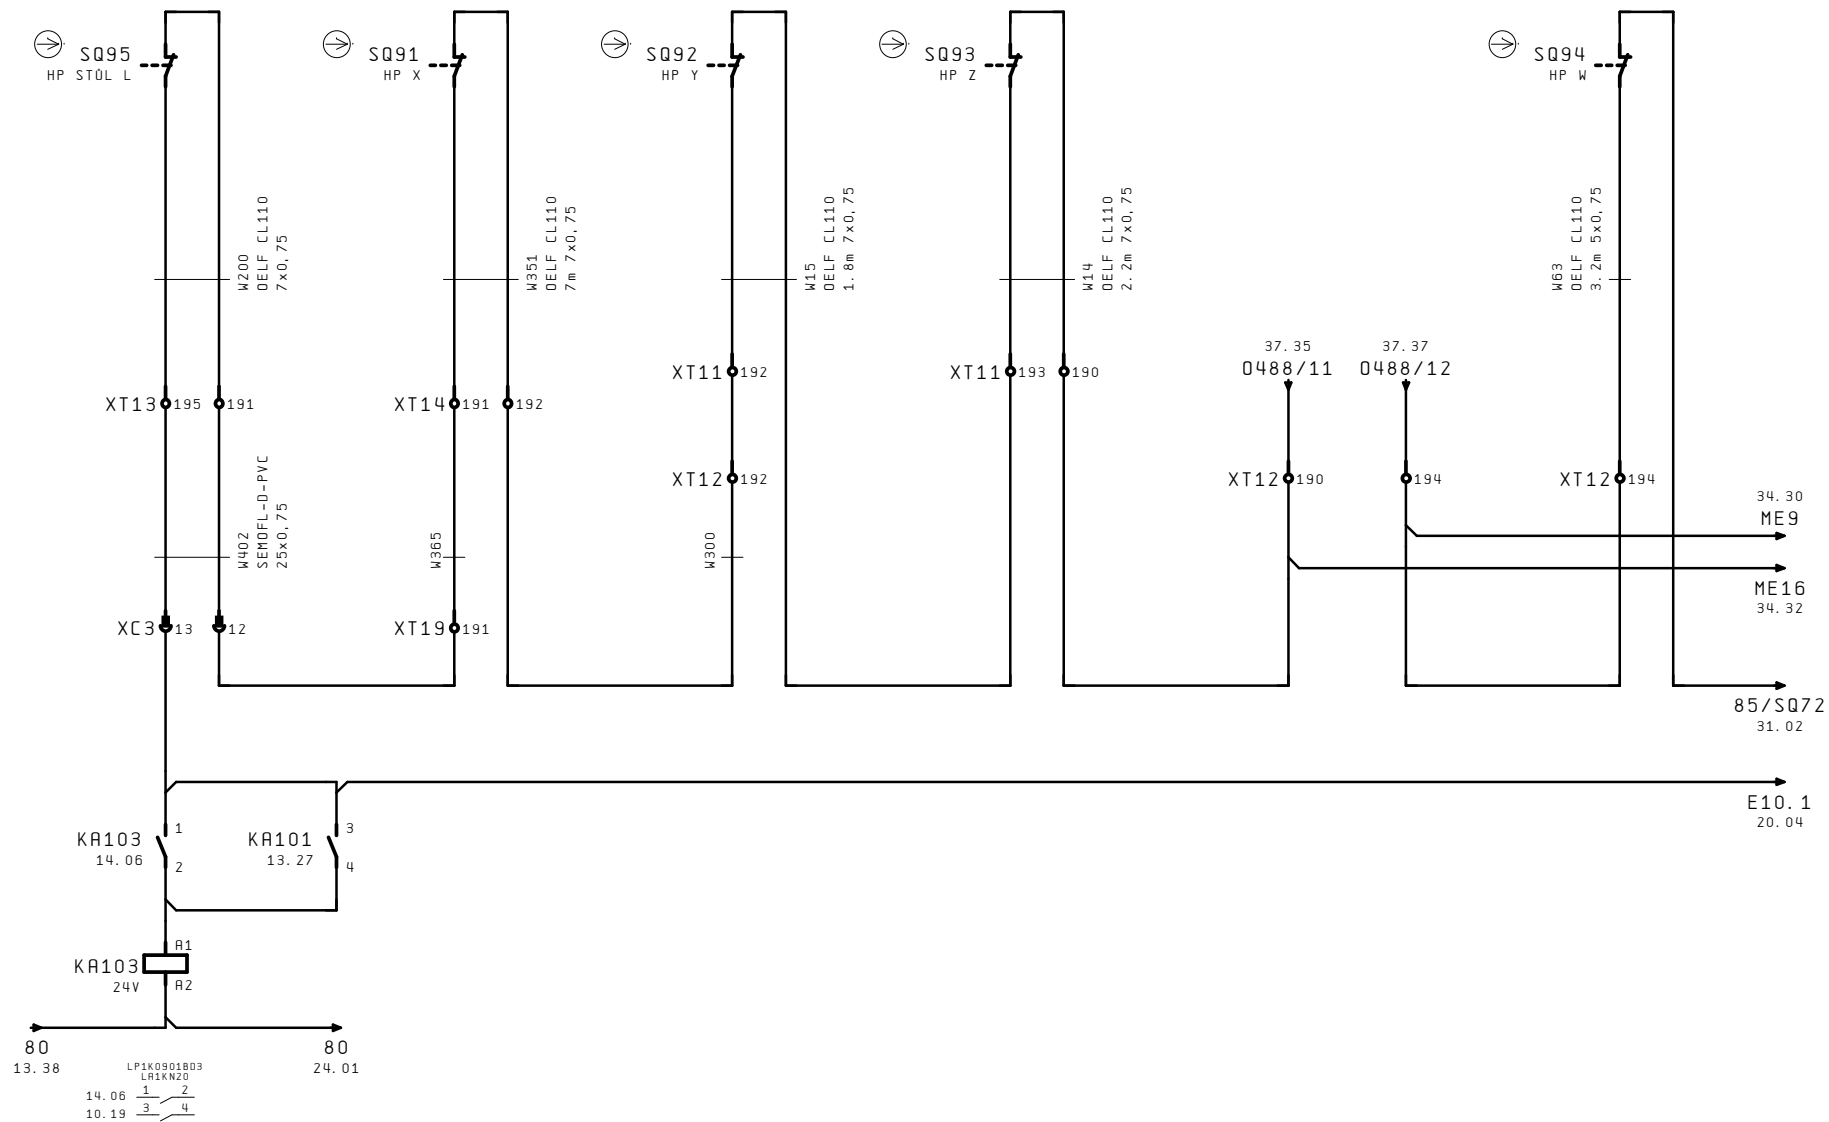 SQ95
HP STŮL L
SQ91
HP X
SQ92
HP Y
SQ93
HP Z
SQ94
HP W
W200
OELF CL110
7x0,75
W351
OELF CL110
7m 7x0,75
W15
OELF CL110
1.8m 7x0,75
W14
OELF CL110
2.2m 7x0,75
W63
OELF CL110
3.2m 5x0,75
37.35
0488/11
37.37
0488/12
XT11 192
XT11 193 190
XT13 195 191
XT14 191 192
XT12 192
XT12 190 194
XT12 194
W402
SEMOFL-D-PVC
25x0,75
W365
W300
34.30
ME9
ME16
34.32
XC3 13 12
XT19 191
85/SQ72
31.02
E10.1
20.04
KA103
14.06
1
2
KA101
13.27
3
4
KA103
24V
A1
A2
80
13.38
80
24.01
LP1K0901BD3
LA1KN20
14.06 1 2
10.19 3 4